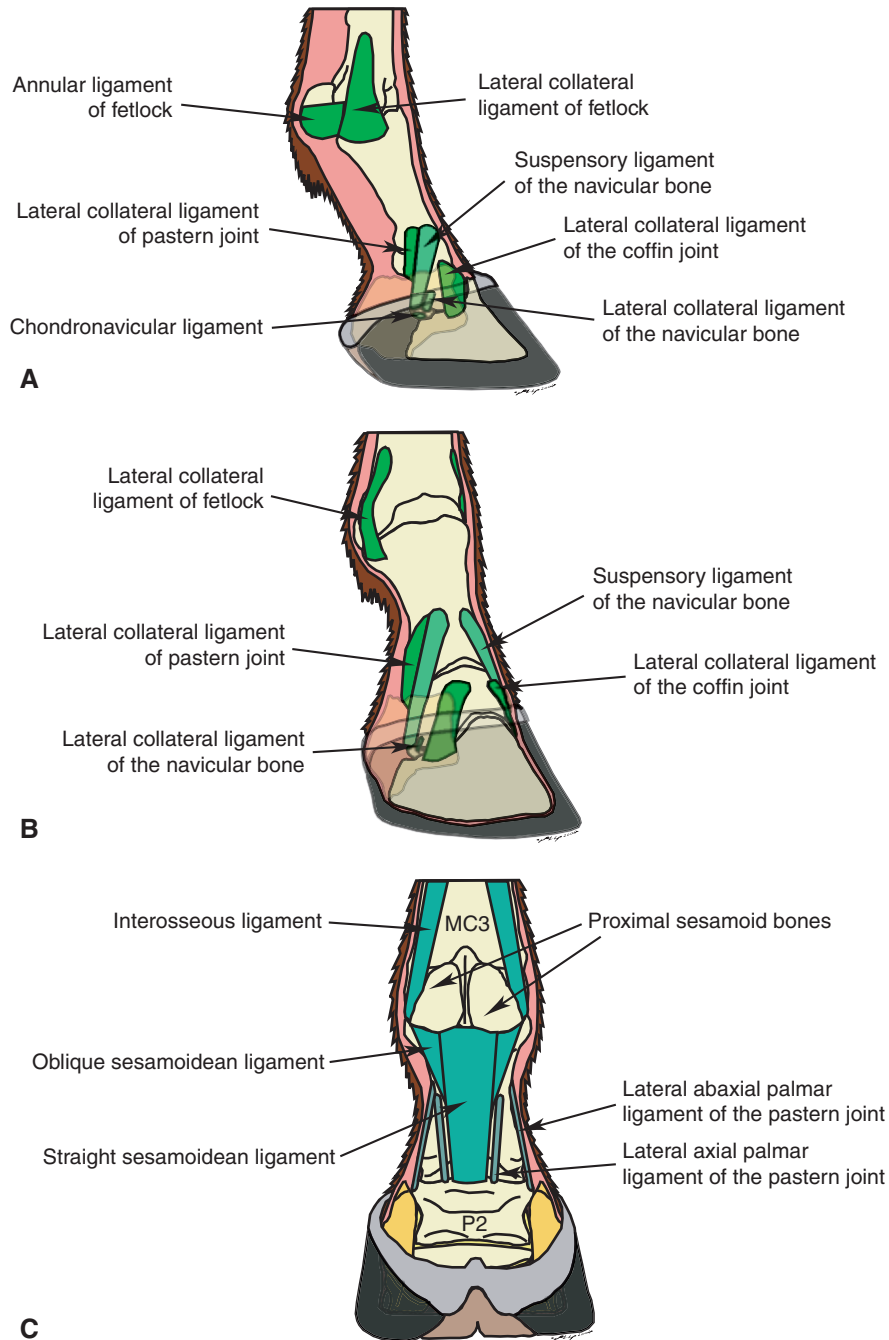 Annular ligament
of fetlock
Lateral collateral
ligament of fetlock
Suspensory ligament
of the navicular bone
Lateral collateral ligament
of pastern joint
Lateral collateral ligament
of the coffin joint
Chondronavicular ligament
Lateral collateral ligament
of the navicular bone
A
Lateral collateral
ligament of fetlock
Suspensory ligament
of the navicular bone
Lateral collateral ligament
of pastern joint
Lateral collateral ligament
of the coffin joint
Lateral collateral ligament
of the navicular bone
B
Interosseous ligament
MC3
Proximal sesamoid bones
Oblique sesamoidean ligament
Lateral abaxial palmar
ligament of the pastern joint
Straight sesamoidean ligament
Lateral axial palmar
ligament of the pastern joint
P2
C